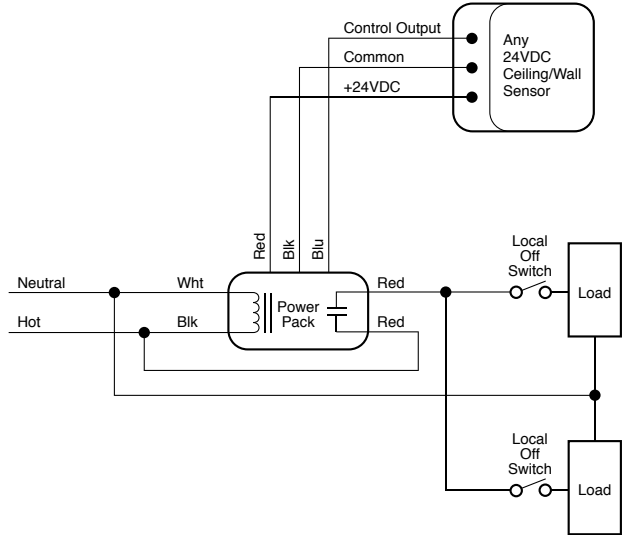 Control Output
Common
+24VDC
Any
24VDC
Ceiling/Wall
Sensor
Red
Blk
Blu
Neutral
Wht
Hot
Blk
Power
Pack
Red
Red
Local
Off
Switch
Load
Local
Off
Switch
Load